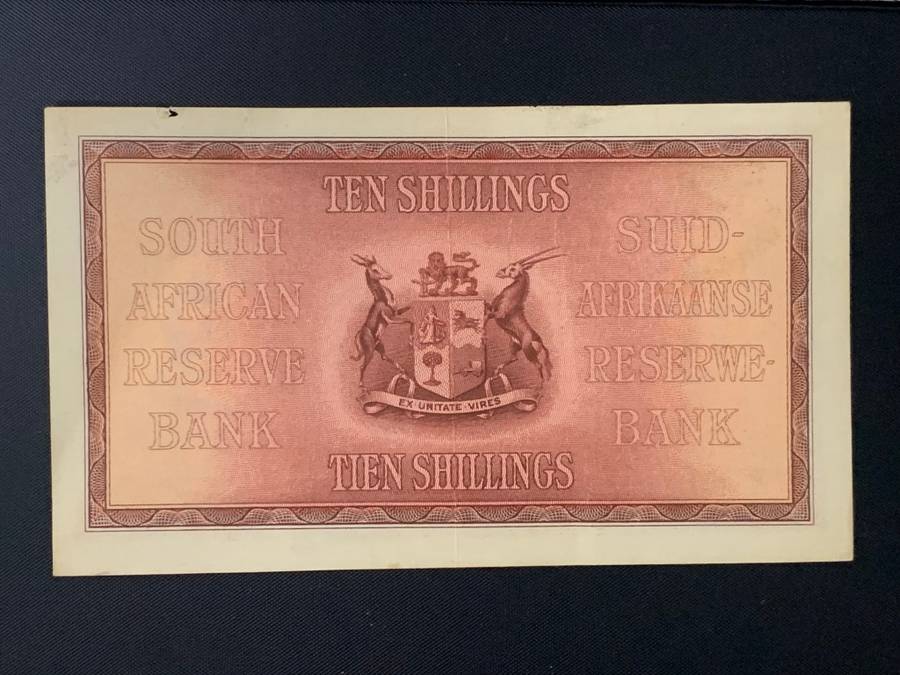 TEN SHILLINGS
SOUTH
AFRICAN
RESERVE
BANK
SUID-
AFRIKAANSE
RESERWE-
BANK
EX·UNITATE·VIRES
TIEN SHILLINGS